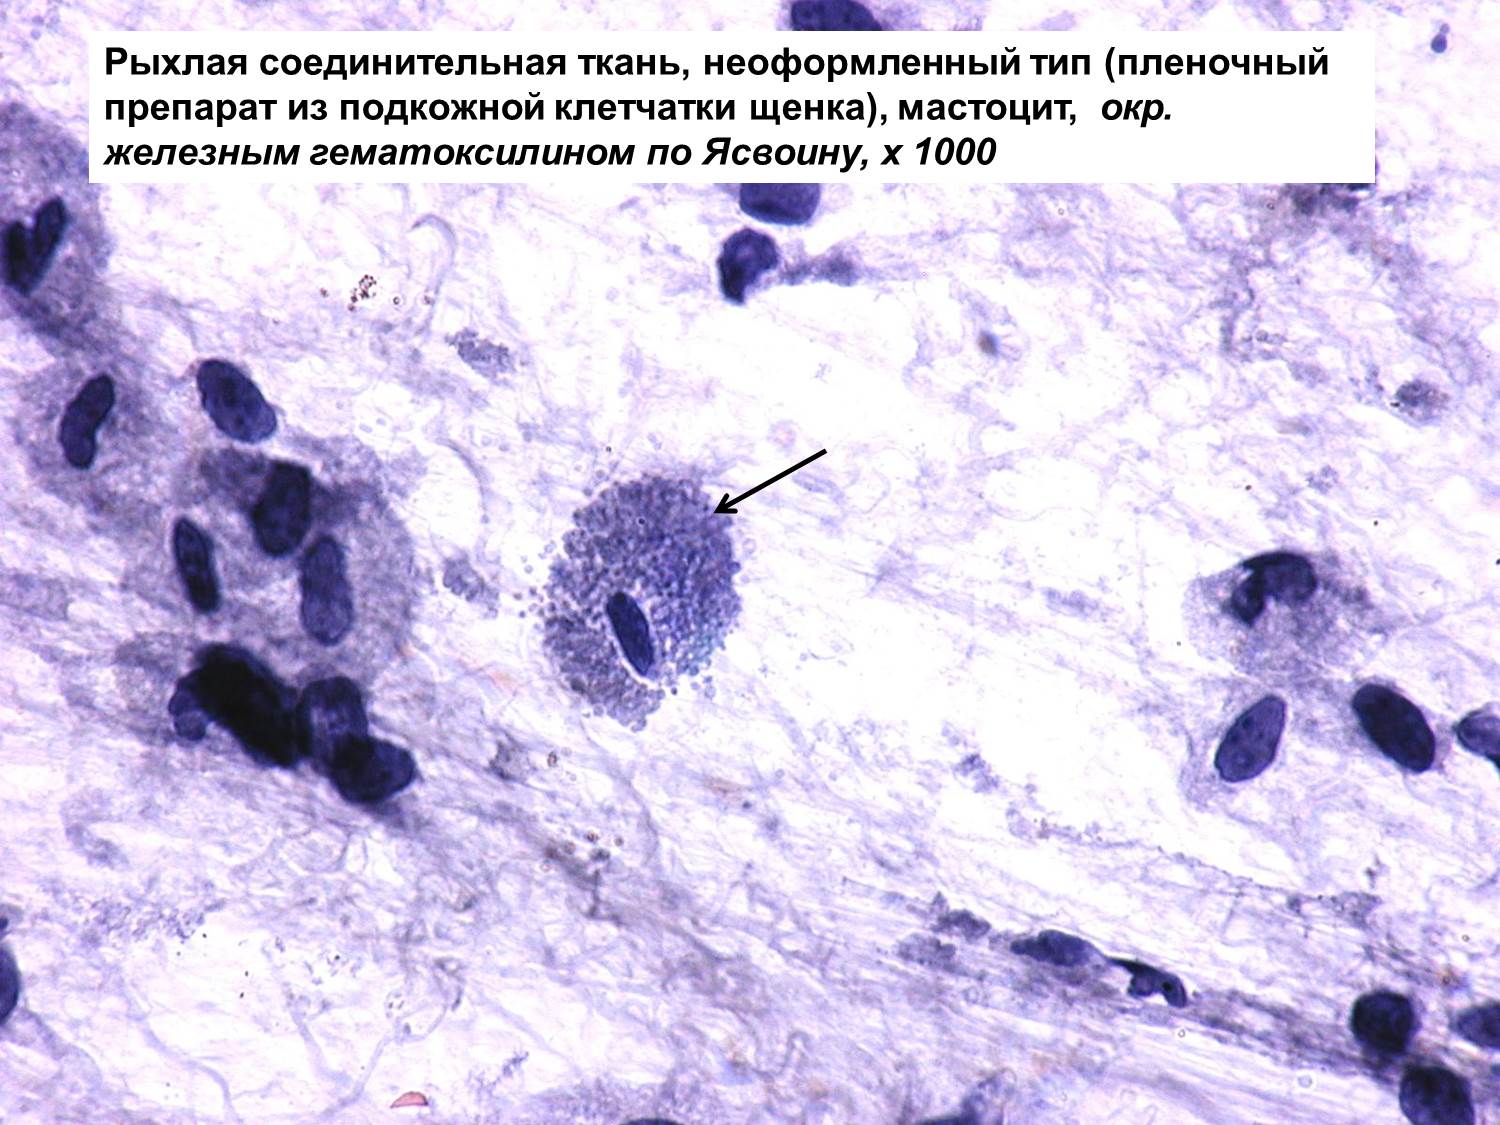 Рыхлая соединительная ткань, неоформленный тип (пленочный
препарат из подкожной клетчатки щенка), мастоцит, окр.
железным гематоксилином по Ясвоину, х 1000